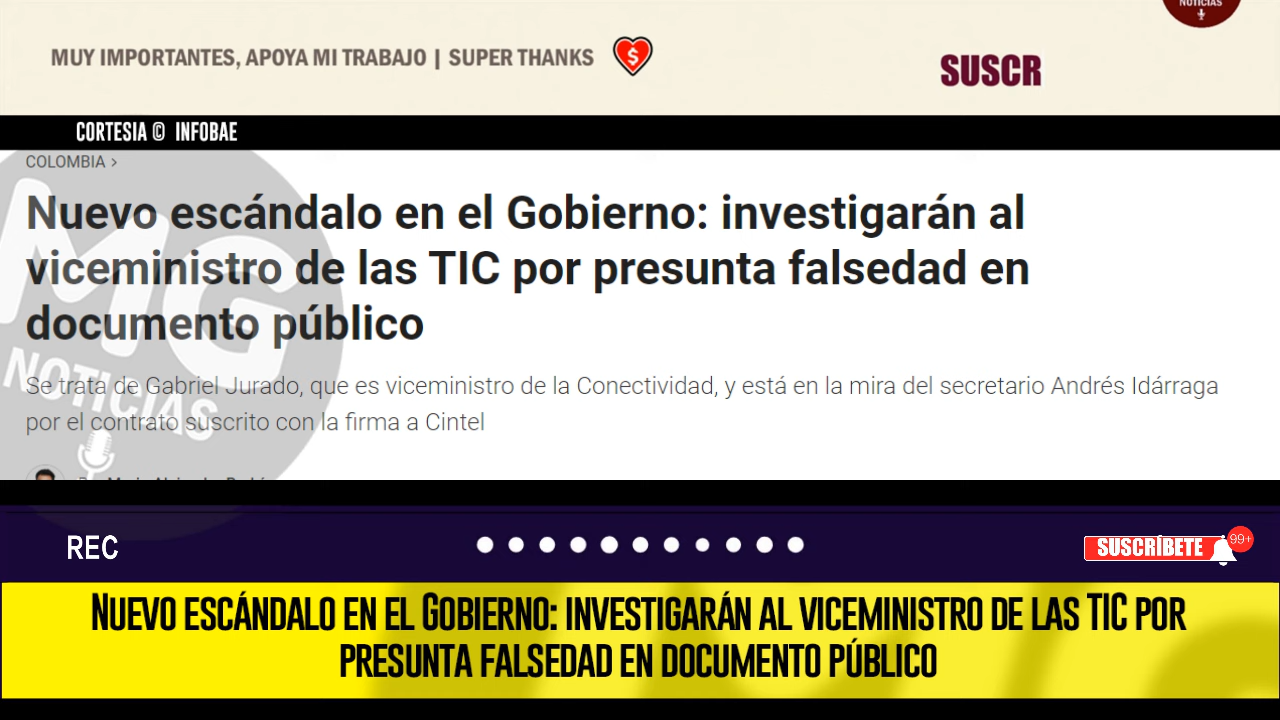 NOTICIAS
MUY IMPORTANTES, APOYA MI TRABAJO | SUPER THANKS
$
SUSCR
CORTESIA © INFOBAE
COLOMBIA >
Nuevo escándalo en el Gobierno: investigarán al
viceministro de las TIC por presunta falsedad en
documento público
Se trata de Gabriel Jurado, que es viceministro de la Conectividad, y está en la mira del secretario Andrés Idárraga
por el contrato suscrito con la firma a Cintel
MG
NOTICIAS
REC
SUSCRÍBETE
99+
NUEVO ESCÁNDALO EN EL GOBIERNO: INVESTIGARÁN AL VICEMINISTRO DE LAS TIC POR
PRESUNTA FALSEDAD EN DOCUMENTO PÚBLICO